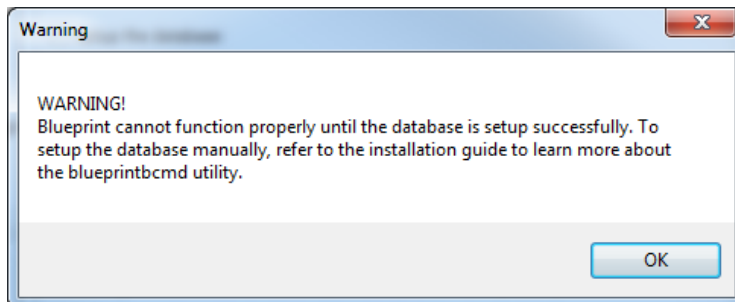 Warning
WARNING!
Blueprint cannot function properly until the database is setup successfully. To
setup the database manually, refer to the installation guide to learn more about
the blueprintbcmd utility.
OK